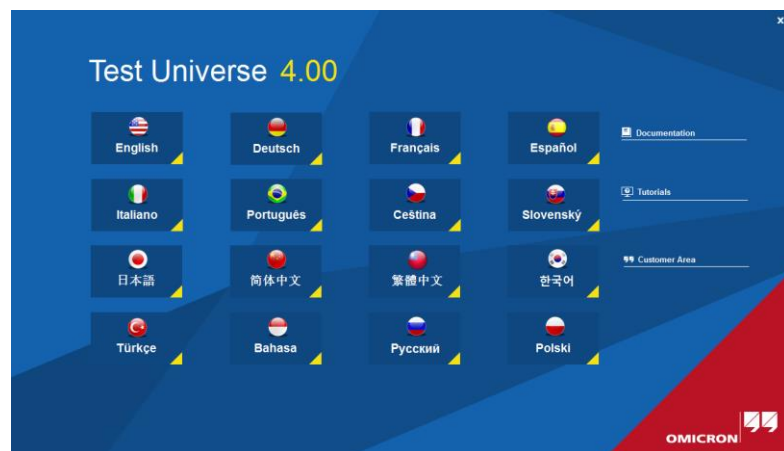 x
Test Universe 4.00
English
Deutsch
Français
Español
Documentation
Italiano
Português
Ceština
Slovenský
Tutorials
日本語
简体中文
繁體中文
한국어
Customer Area
Türkçe
Bahasa
Русский
Polski
OMICRON